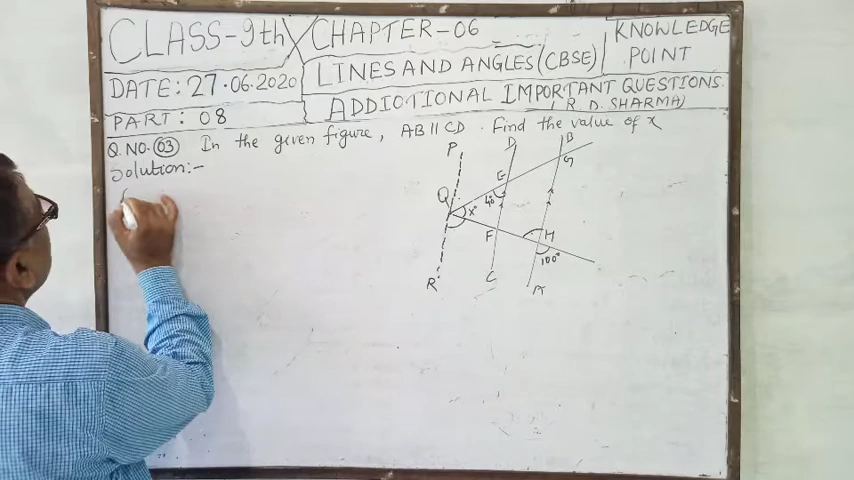 CLASS-9th CHAPTER-06 KNOWLEDGE POINT
DATE: 27.06.2020 LINES AND ANGLES (CBSE)
PART: 08 ADDICTIONAL IMPORTANT QUESTIONS
(R.D. SHARMA)
Q.NO. 03 In the given figure, AB || CD. Find the value of x
Solution:-
P D B
E G
Q 40° x°
F H
100°
R C A